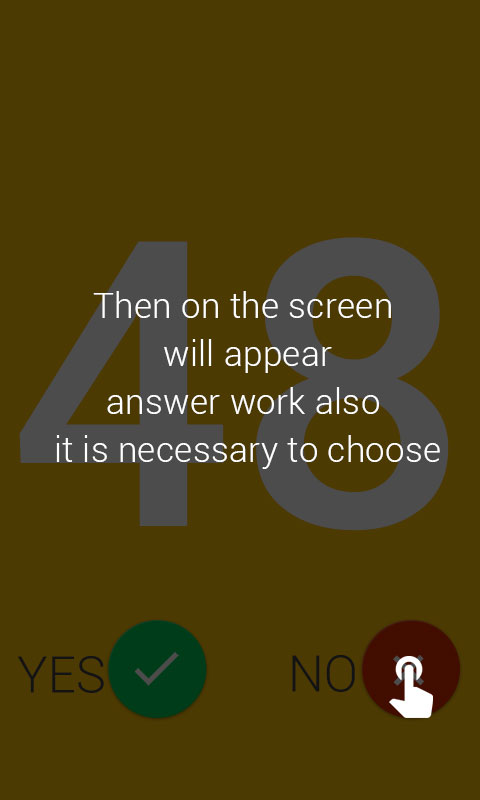 48
Then on the screen
will appear
answer work also
it is necessary to choose
YES NO